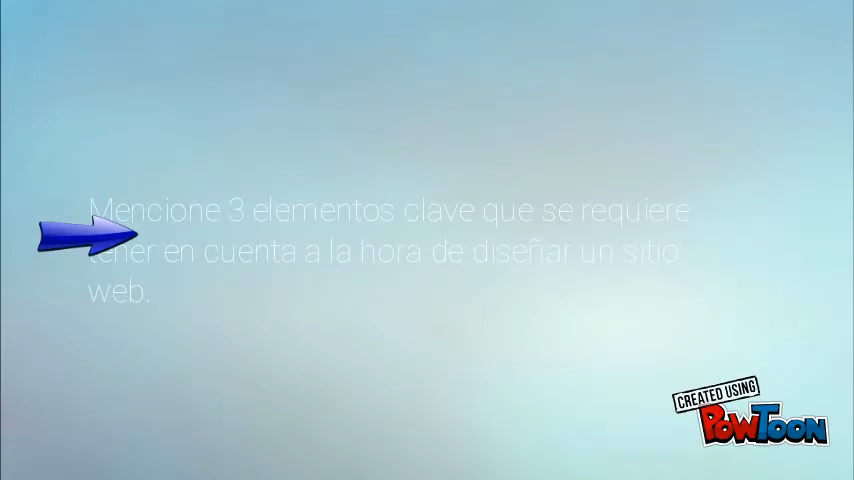 Mencione 3 elementos clave que se requiere
tener en cuenta a la hora de diseñar un sitio
web.
CREATED USING
POWTOON